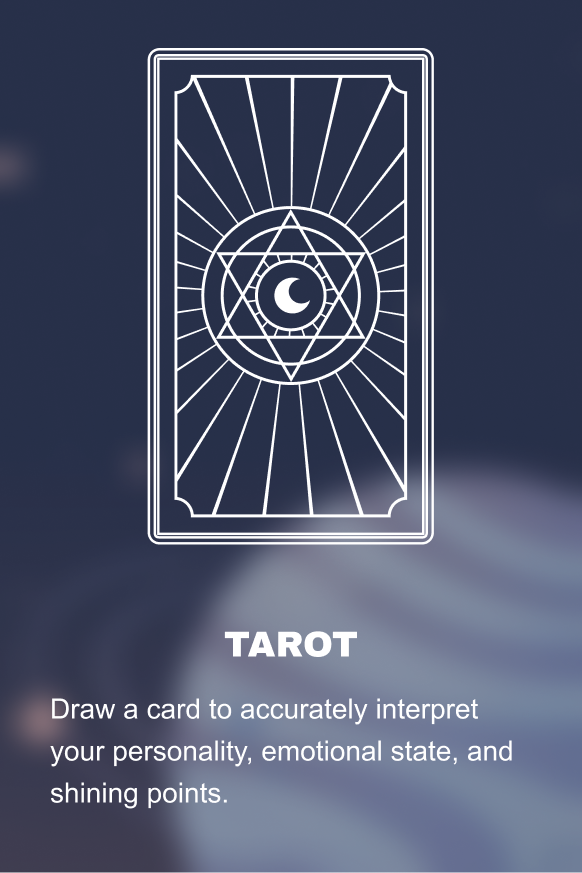 TAROT
Draw a card to accurately interpret
your personality, emotional state, and
shining points.